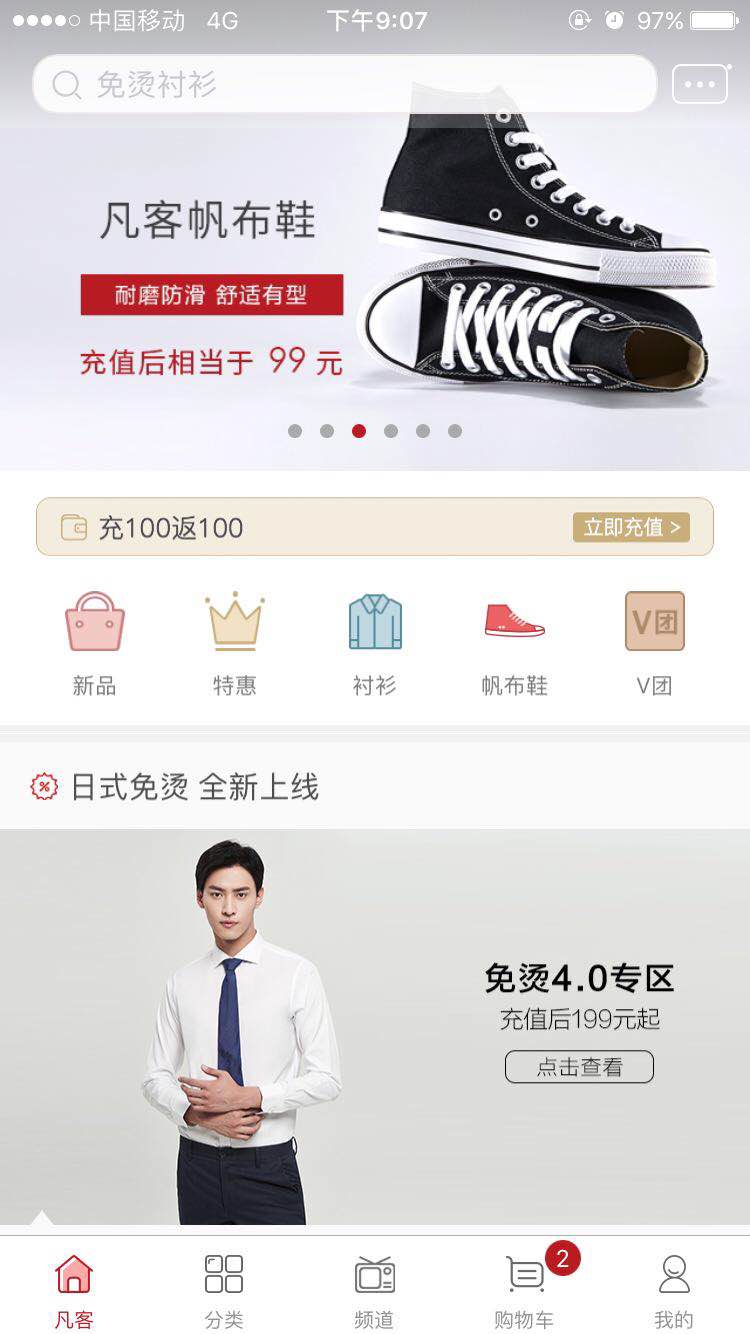 中国移动 4G 下午9:07 97%
免烫衬衫
凡客帆布鞋
耐磨防滑 舒适有型
充值后相当于 99 元
充100返100 立即充值 >
新品 特惠 衬衫 帆布鞋 V团
V团
日式免烫 全新上线
免烫4.0专区
充值后199元起
点击查看
2
凡客 分类 频道 购物车 我的